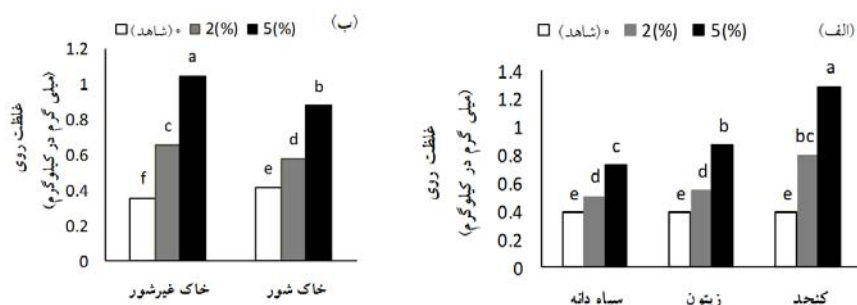 (الف)
۰ (شاهد) 2(%) 5(%)
غلظت روی
(میلی گرم در کیلوگرم)
1.4
1.2
1
0.8
0.6
0.4
0.2
0
e d c
e d b
e bc a
سیاه دانه زیتون کنجد
(ب)
۰ (شاهد) 2(%) 5(%)
غلظت روی
(میلی گرم در کیلوگرم)
1.2
1
0.8
0.6
0.4
0.2
0
f c a
e d b
خاک غیرشور خاک شور